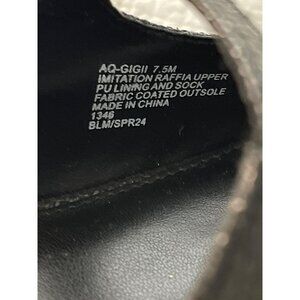 AQ-GIGII 7.5M
IMITATION RAFFIA UPPER
PU LINING AND SOCK
FABRIC COATED OUTSOLE
MADE IN CHINA
1346
BLM/SPR24